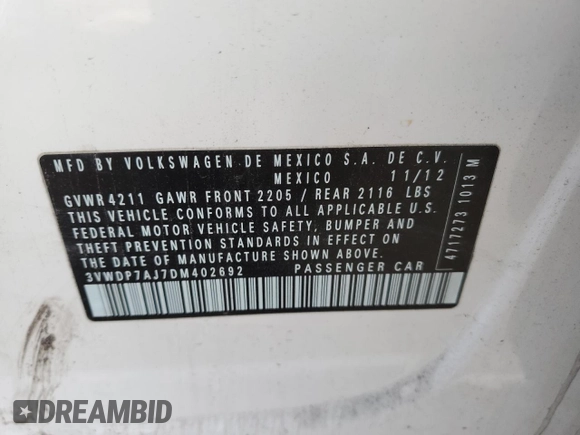 MFD BY VOLKSWAGEN DE MEXICO S.A. DE C.V.
MEXICO 11/12
GVWR 4211 GAWR FRONT 2205 / REAR 2116 LBS
THIS VEHICLE CONFORMS TO ALL APPLICABLE U.S.
FEDERAL MOTOR VEHICLE SAFETY, BUMPER AND
THEFT PREVENTION STANDARDS IN EFFECT ON
THE DATE OF MANUFACTURE SHOWN ABOVE.
3VWDP7AJ7DM402692 PASSENGER CAR
4717273 1013 M
DREAMBID